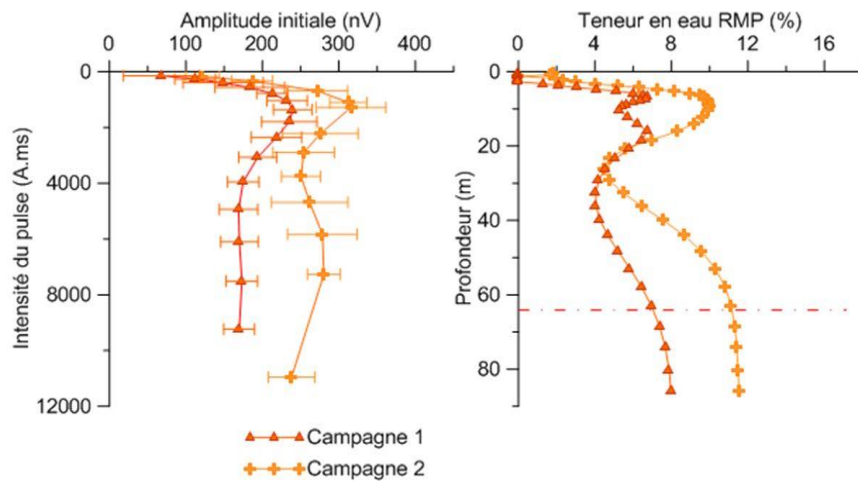 Amplitude initiale (nV)
0 100 200 300 400
Intensité du pulse (A.ms)
0
4000
8000
12000
Teneur en eau RMP (%)
0 4 8 12 16
Profondeur (m)
0
20
40
60
80
Campagne 1
Campagne 2